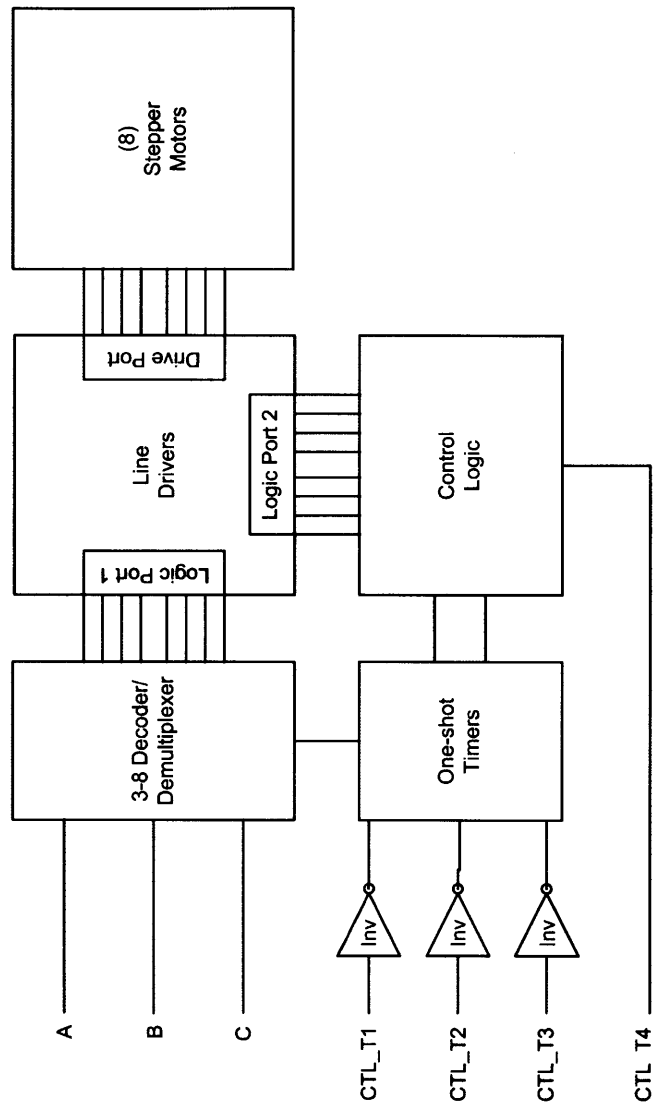 A
B
C
3-8 Decoder/
Demultiplexer
Logic Port 1
Line
Drivers
Drive Port
(8)
Stepper
Motors
Logic Port 2
CTL_T1
CTL_T2
CTL_T3
CTL_T4
Inv
Inv
Inv
One-shot
Timers
Control
Logic